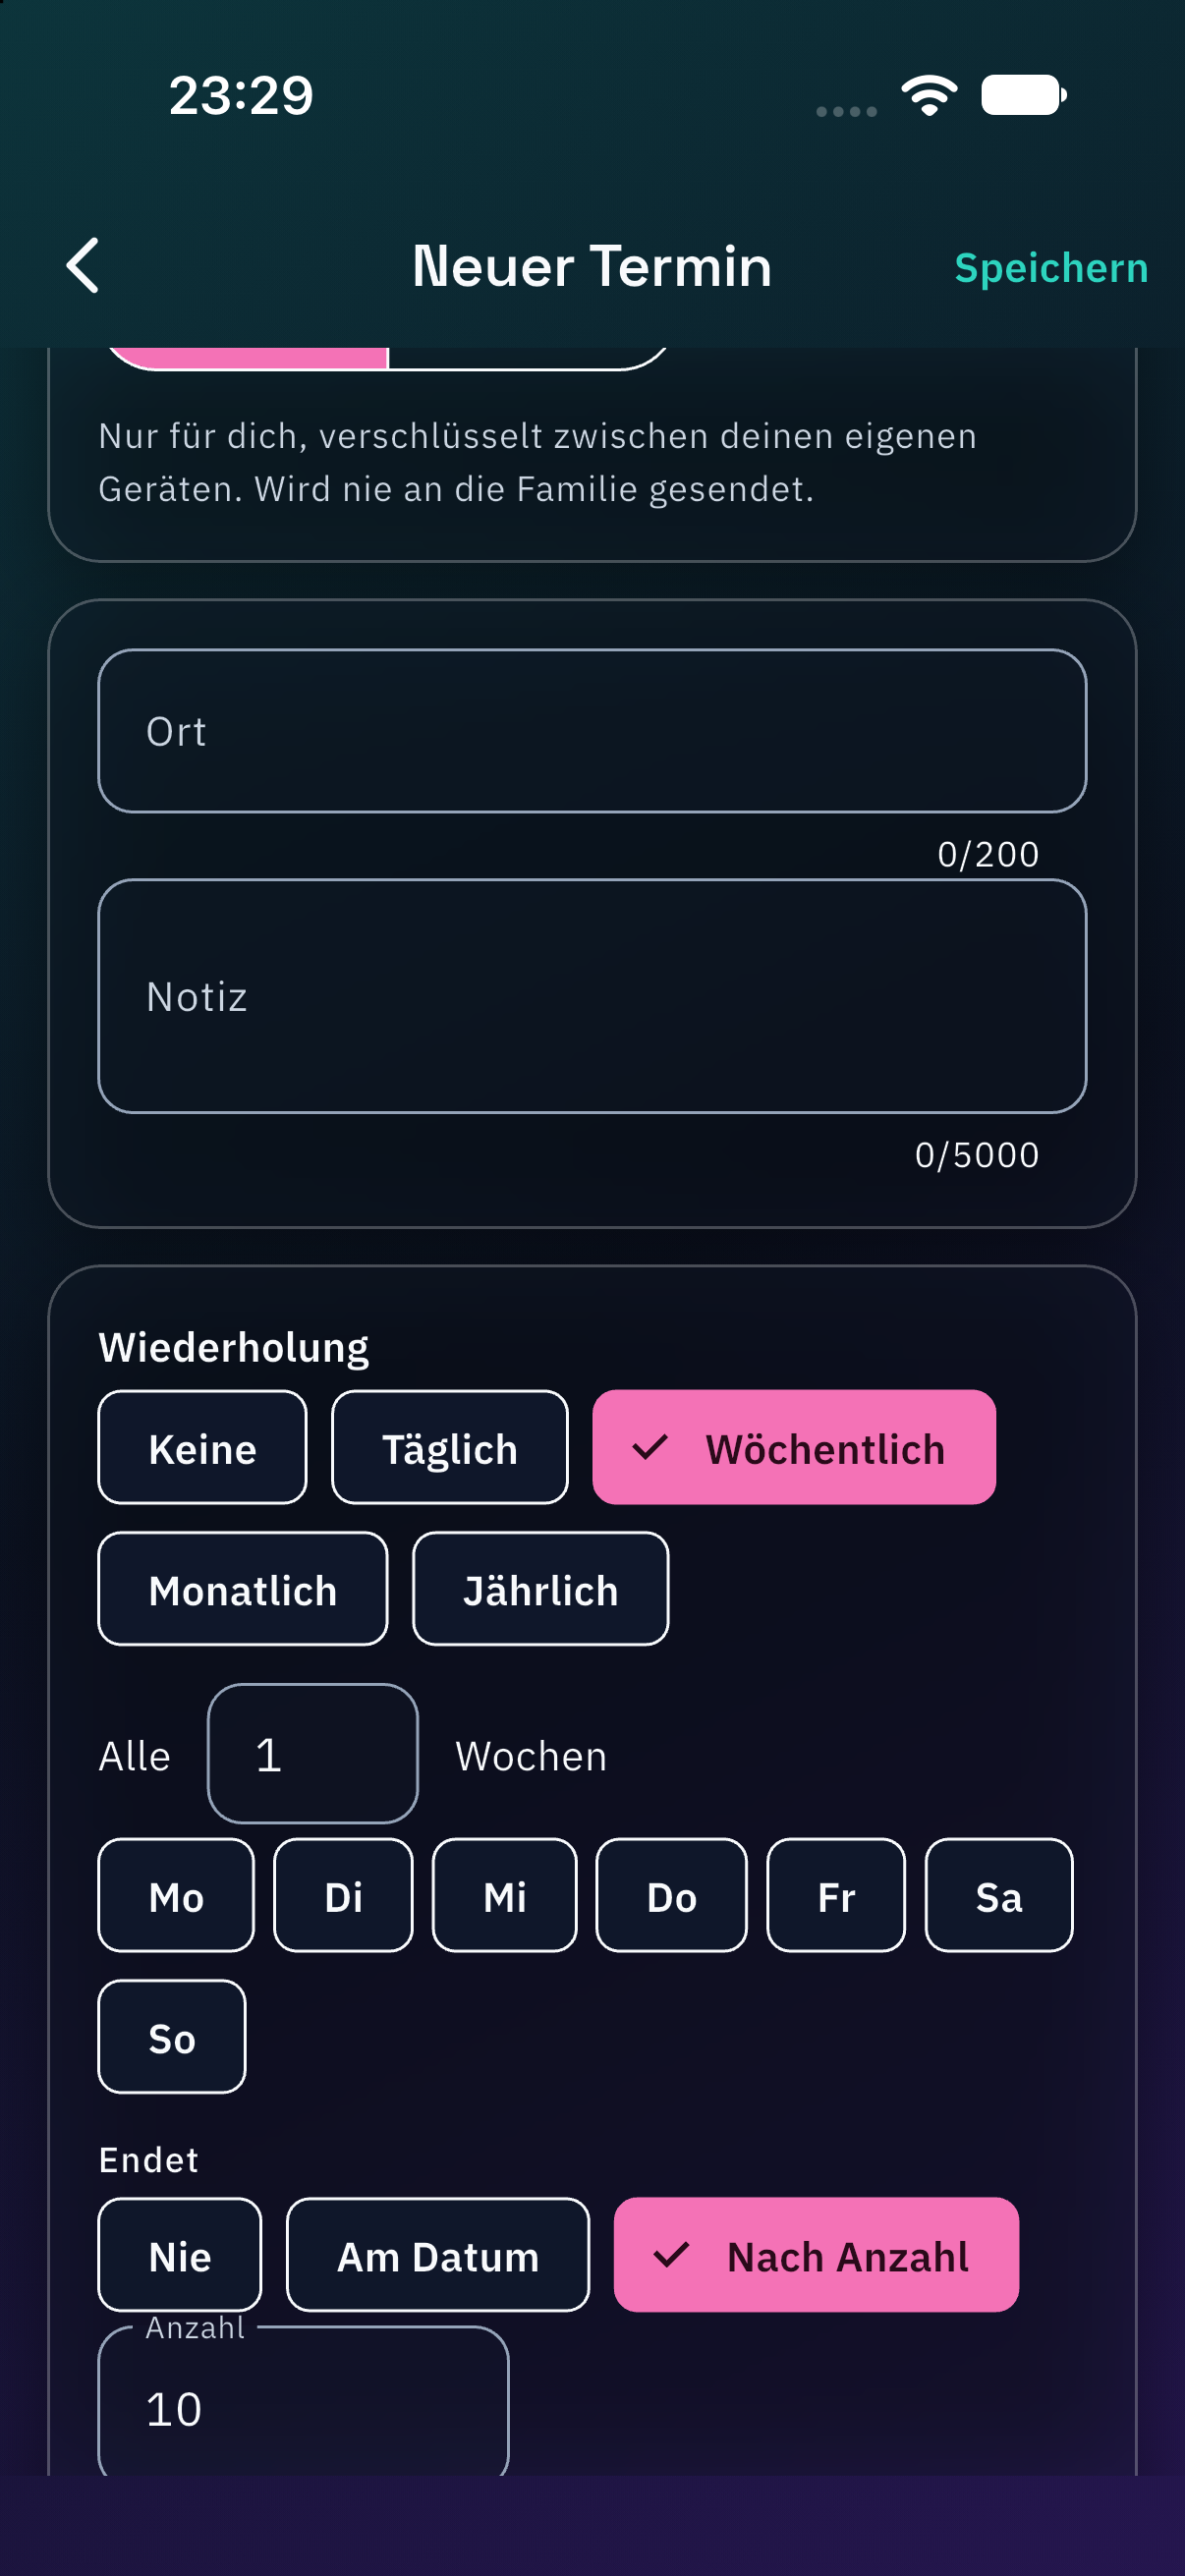 23:29
Neuer Termin
Speichern
Nur für dich, verschlüsselt zwischen deinen eigenen
Geräten. Wird nie an die Familie gesendet.
Ort
0/200
Notiz
0/5000
Wiederholung
Keine
Täglich
Wöchentlich
Monatlich
Jährlich
Alle 1 Wochen
Mo
Di
Mi
Do
Fr
Sa
So
Endet
Nie
Am Datum
Nach Anzahl
Anzahl
10